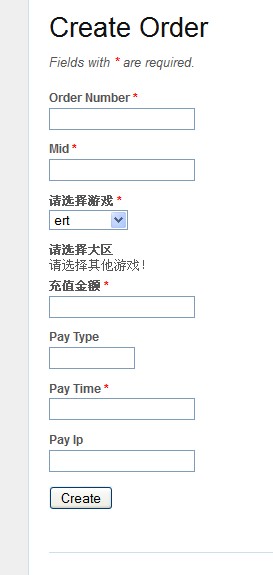 Create Order
Fields with * are required.
Order Number *
Mid *
请选择游戏 *
ert
请选择大区
请选择其他游戏！
充值金额 *
Pay Type
Pay Time *
Pay Ip
Create